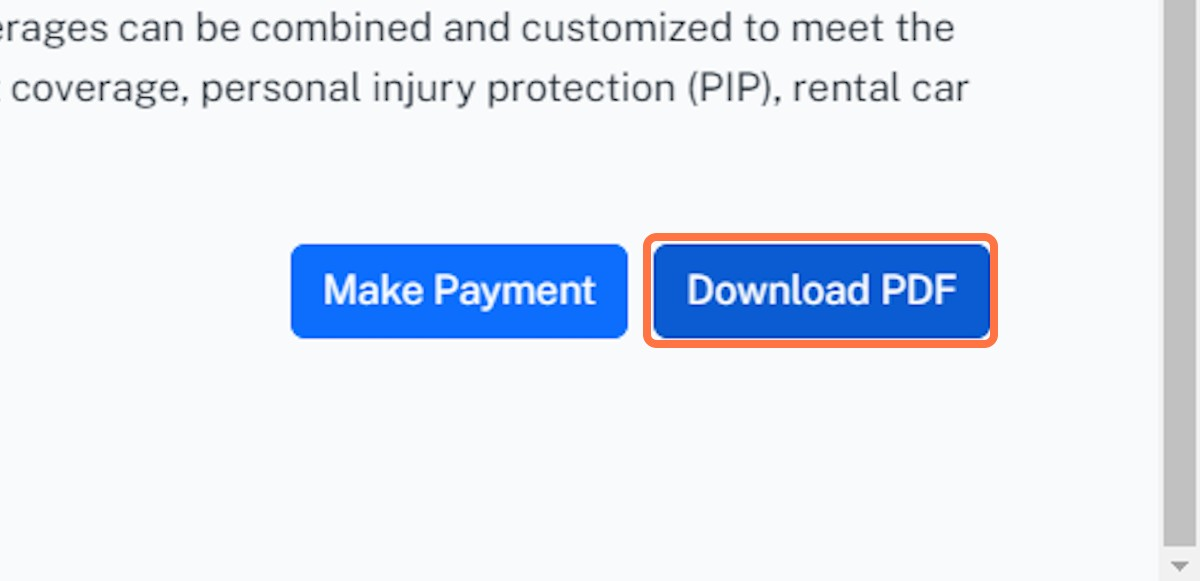 can be combined and customized to meet the
coverage, personal injury protection (PIP), rental car
Make Payment Download PDF